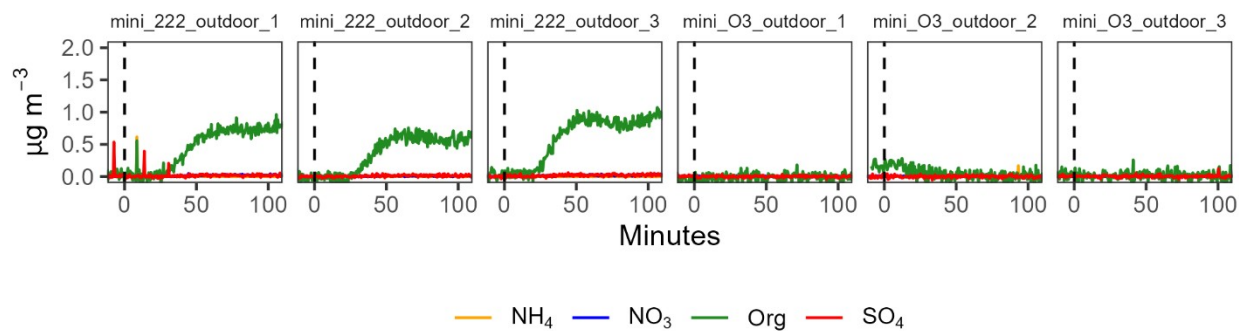 mini_222_outdoor_1 mini_222_outdoor_2 mini_222_outdoor_3 mini_O3_outdoor_1 mini_O3_outdoor_2 mini_O3_outdoor_3
µg m⁻³
2.0
1.5
1.0
0.5
0.0
0 50 100 0 50 100 0 50 100 0 50 100 0 50 100 0 50 100
Minutes
NH₄ NO₃ Org SO₄